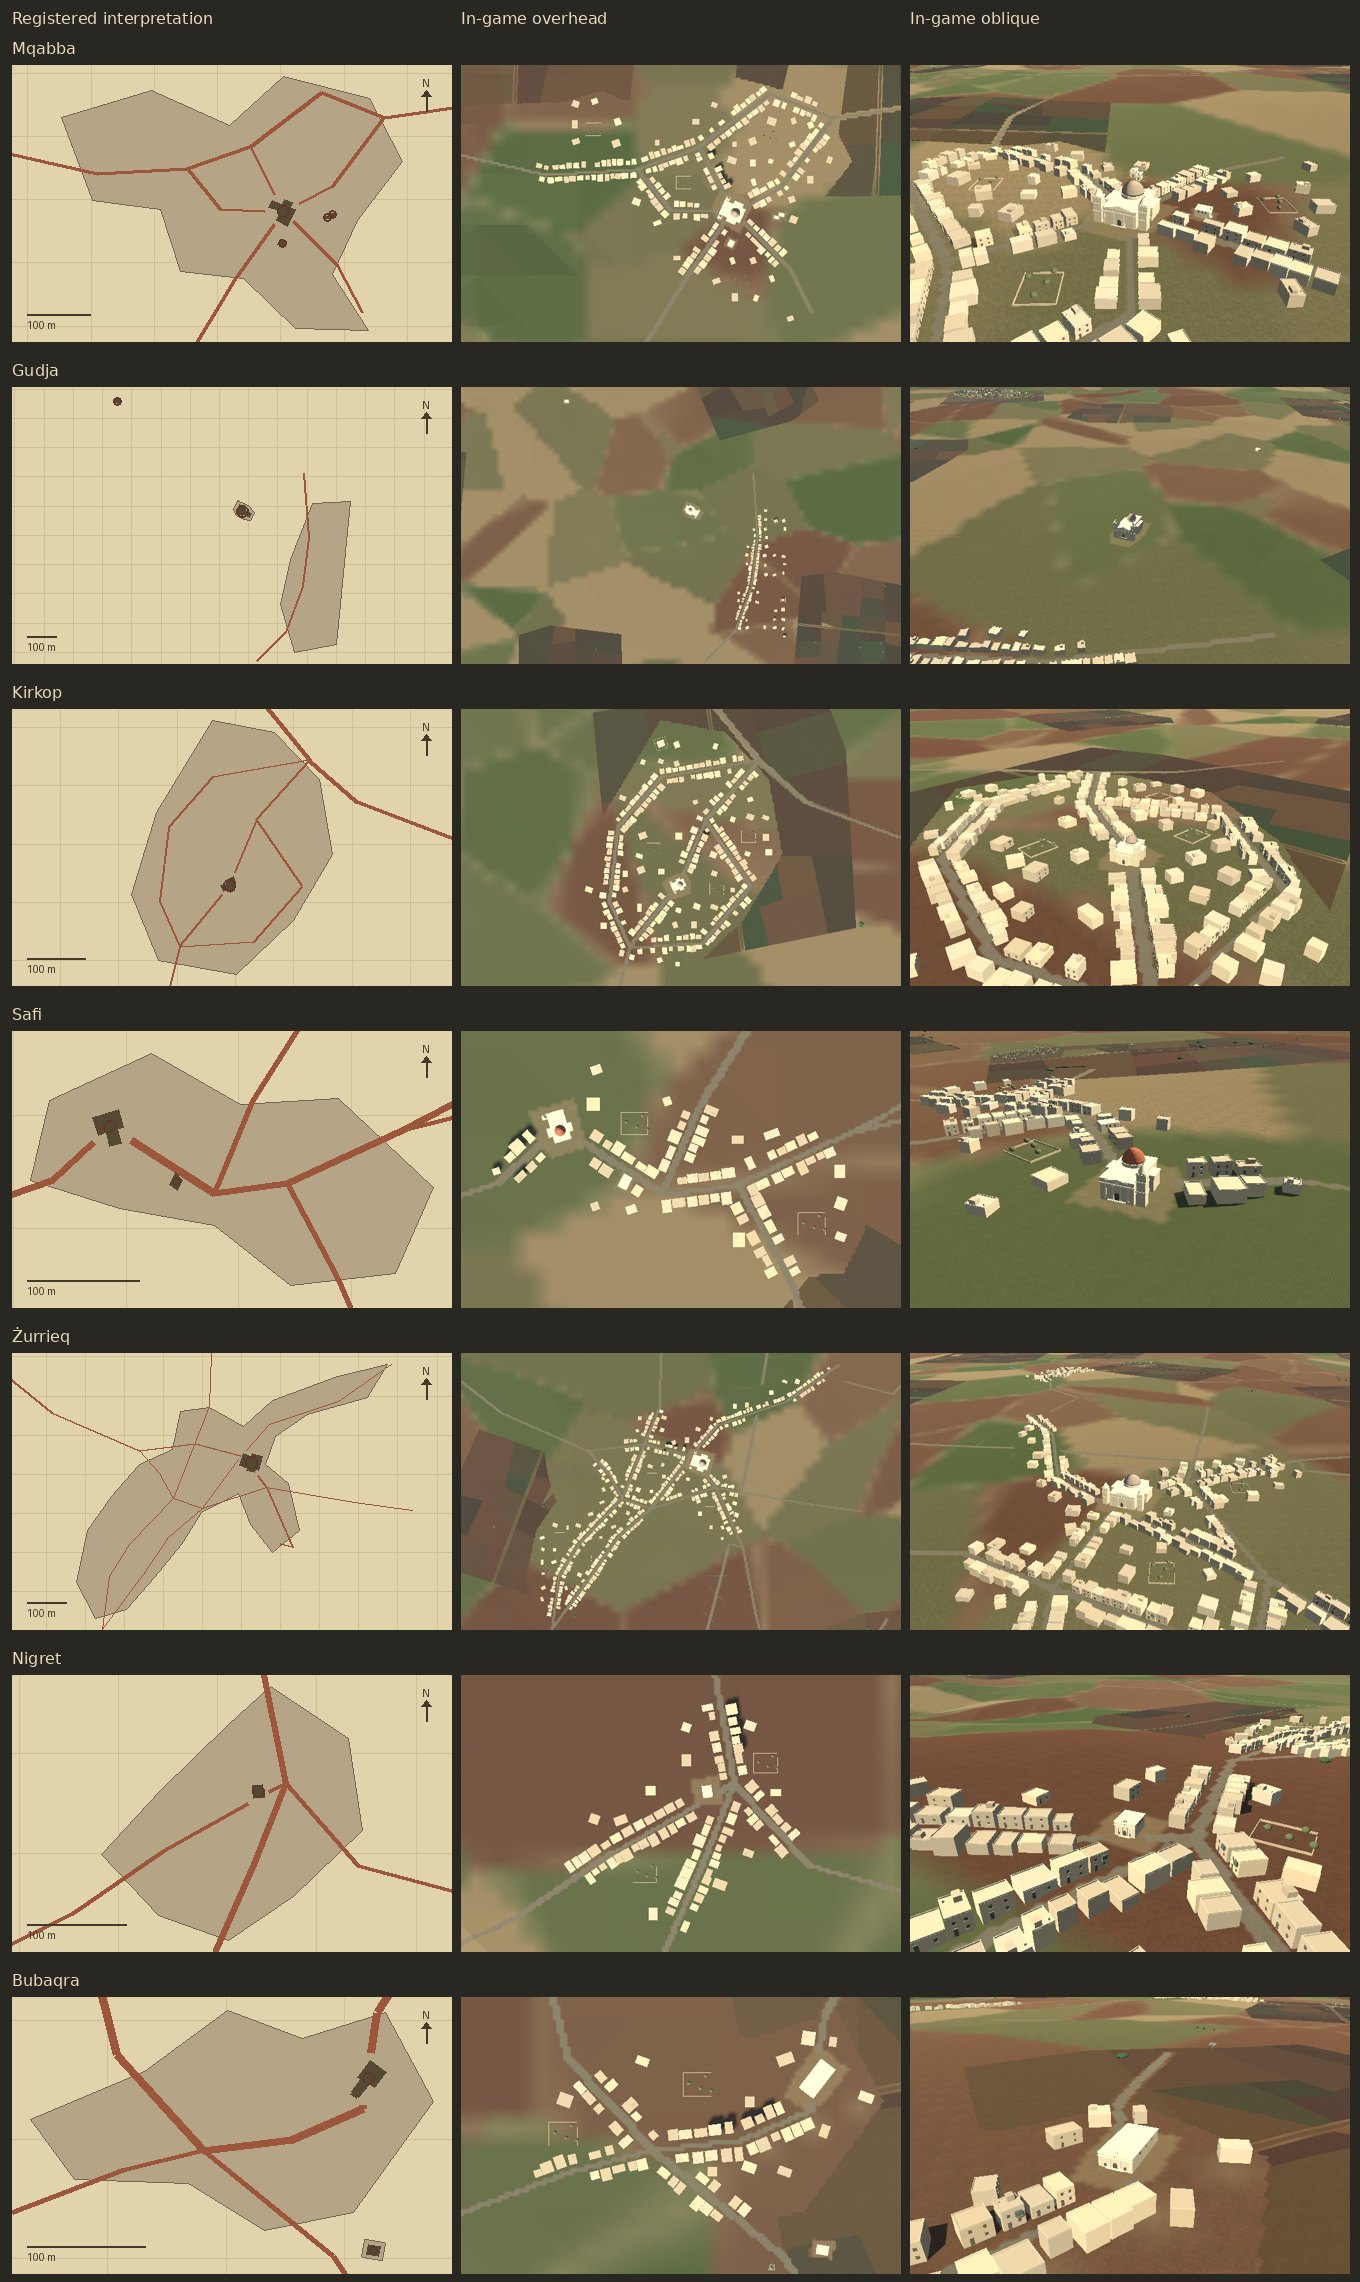 Registered interpretation
In-game overhead
In-game oblique
Mqabba
N
100 m
Gudja
N
100 m
Kirkop
N
100 m
Safi
N
100 m
Żurrieq
N
100 m
Nigret
N
100 m
Bubaqra
N
100 m